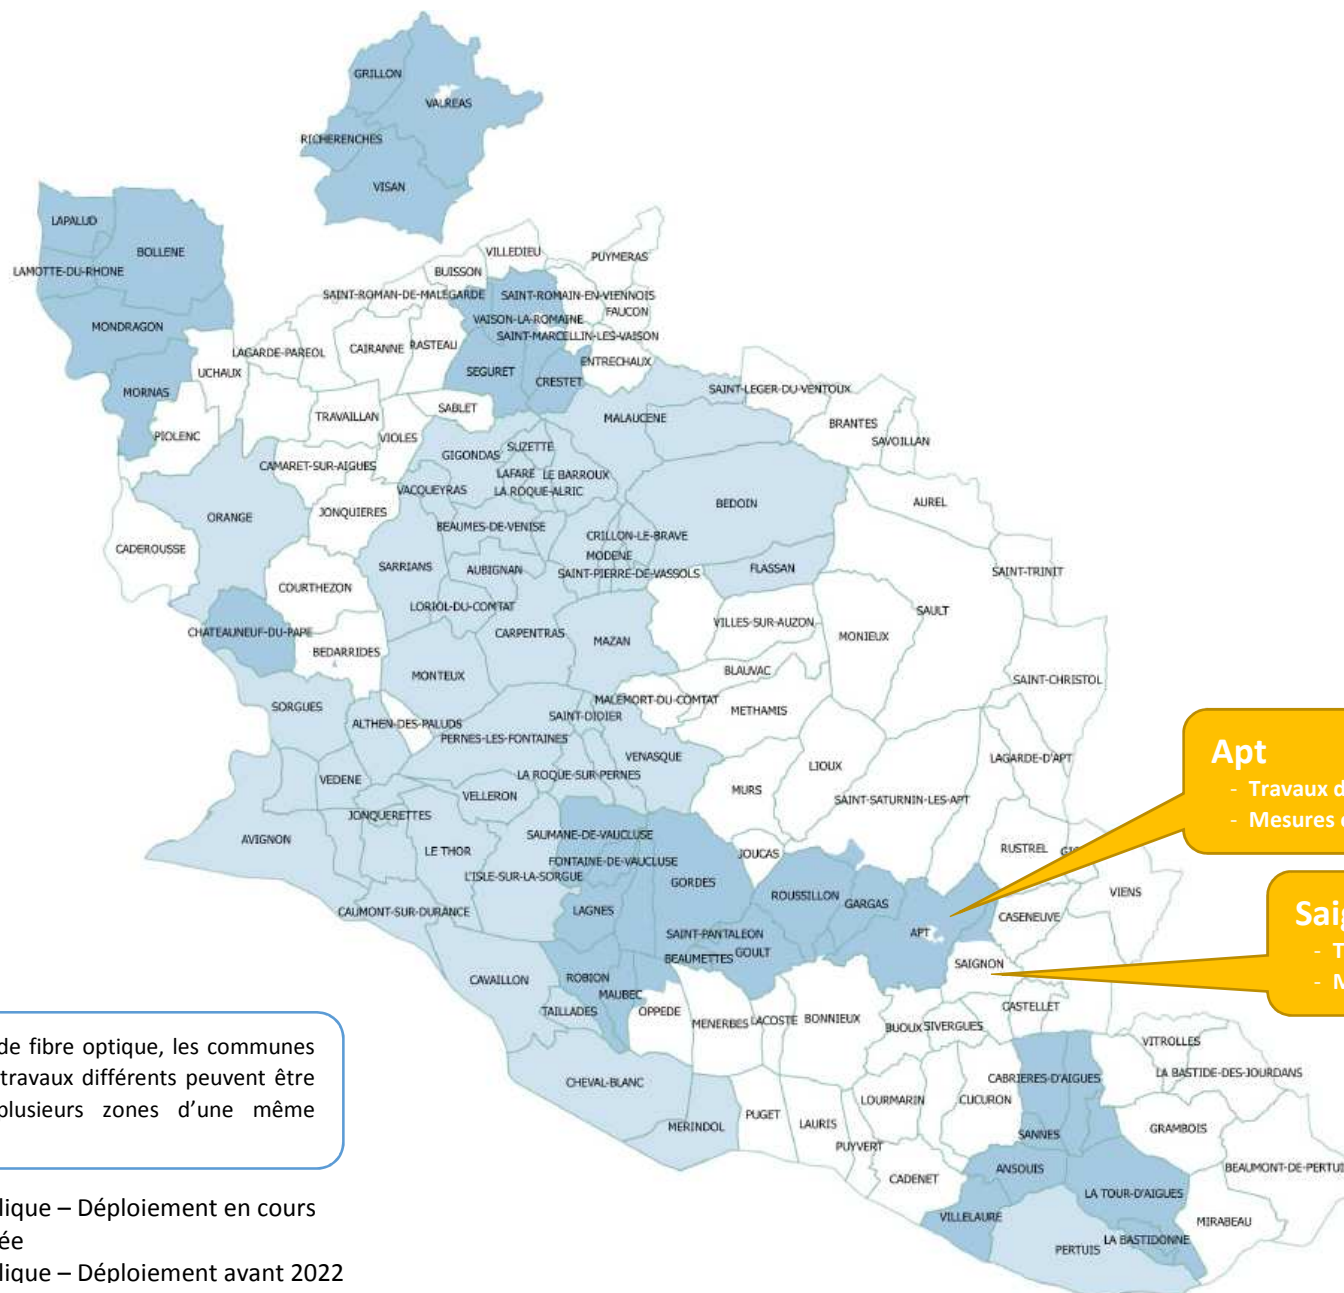 GRILLON
VALREAS
RICHERENCHES
VISAN
LAPALUD
BOLLENE
LAMOTTE-DU-RHONE
MONDRAGON
MORNAS
VILLEDIEU
PUYMERAS
BUISSON
SAINT-ROMAN-DE-MALEGARDE
SAINT-ROMAIN-EN-VIENNOIS
FAUCON
VAISON-LA-ROMAINE
SAINT-MARCELLIN-LES-VAISON
LAGARDE-PAREOL
CAIRANNE
RASTEAU
ENTRECHAUX
UCHAUX
SEGURET
CRESTET
SAINT-LEGER-DU-VENTOUX
TRAVAILLAN
SABLET
MALAUCENE
BRANTES
SAVOILLAN
PIOLENC
VIOLES
CAMARET-SUR-AIGUES
GIGONDAS
SUZETTE
LAFARE
LE BARROUX
VACQUEYRAS
LA ROQUE-ALRIC
BEDOIN
AUREL
ORANGE
JONQUIERES
BEAUMES-DE-VENISE
CRILLON-LE-BRAVE
CADEROUSSE
MODENE
SARRIANS
AUBIGNAN
SAINT-PIERRE-DE-VASSOLS
FLASSAN
SAINT-TRINIT
COURTHEZON
LORIOL-DU-COMTAT
SAULT
CHATEAUNEUF-DU-PAPE
CARPENTRAS
MAZAN
VILLES-SUR-AUZON
MONIEUX
BEDARRIDES
MONTEUX
BLAUVAC
SAINT-CHRISTOL
MALEMORT-DU-COMTAT
SORGUES
ALTHEN-DES-PALUDS
SAINT-DIDIER
METHAMIS
PERNES-LES-FONTAINES
VENASQUE
LAGARDE-D'APT
VEDENE
LA ROQUE-SUR-PERNES
LIOUX
MURS
SAINT-SATURNIN-LES-APT
VELLERON
JONQUERETTES
AVIGNON
SAUMANE-DE-VAUCLUSE
LE THOR
FONTAINE-DE-VAUCLUSE
JOUCAS
RUSTREL
L'ISLE-SUR-LA-SORGUE
GORDES
ROUSSILLON
GARGAS
VIENS
CAUMONT-SUR-DURANCE
LAGNES
CASENEUVE
SAINT-PANTALEON
APT
BEAUMETTES
GOULT
SAIGNON
CAVAILLON
ROBION
MAUBEC
TAILLADES
OPPEDE
MENERBES
LACOSTE
BONNIEUX
BUOUX
SIVERGUES
CASTELLET
VITROLLES
LA BASTIDE-DES-JOURDANS
CHEVAL-BLANC
CABRIERES-D'AIGUES
LOURMARIN
CUCURON
PUGET
LAURIS
MERINDOL
PUYVERT
SANNES
GRAMBOIS
CADENET
ANSOUIS
BEAUMONT-DE-PERTUI
LA TOUR-D'AIGUES
VILLELAURE
MIRABEAU
LA BASTIDONNE
PERTUIS
Apt
- Travaux d
- Mesures
Saig
- T
- M
de fibre optique, les communes
travaux différents peuvent être
plusieurs zones d'une même
lique – Déploiement en cours
ée
lique – Déploiement avant 2022